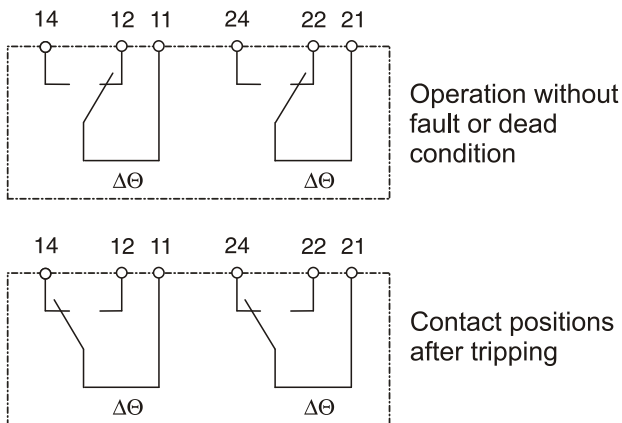 14 12 11 24 22 21
Operation without
fault or dead
condition
ΔΘ ΔΘ
14 12 11 24 22 21
Contact positions
after tripping
ΔΘ ΔΘ